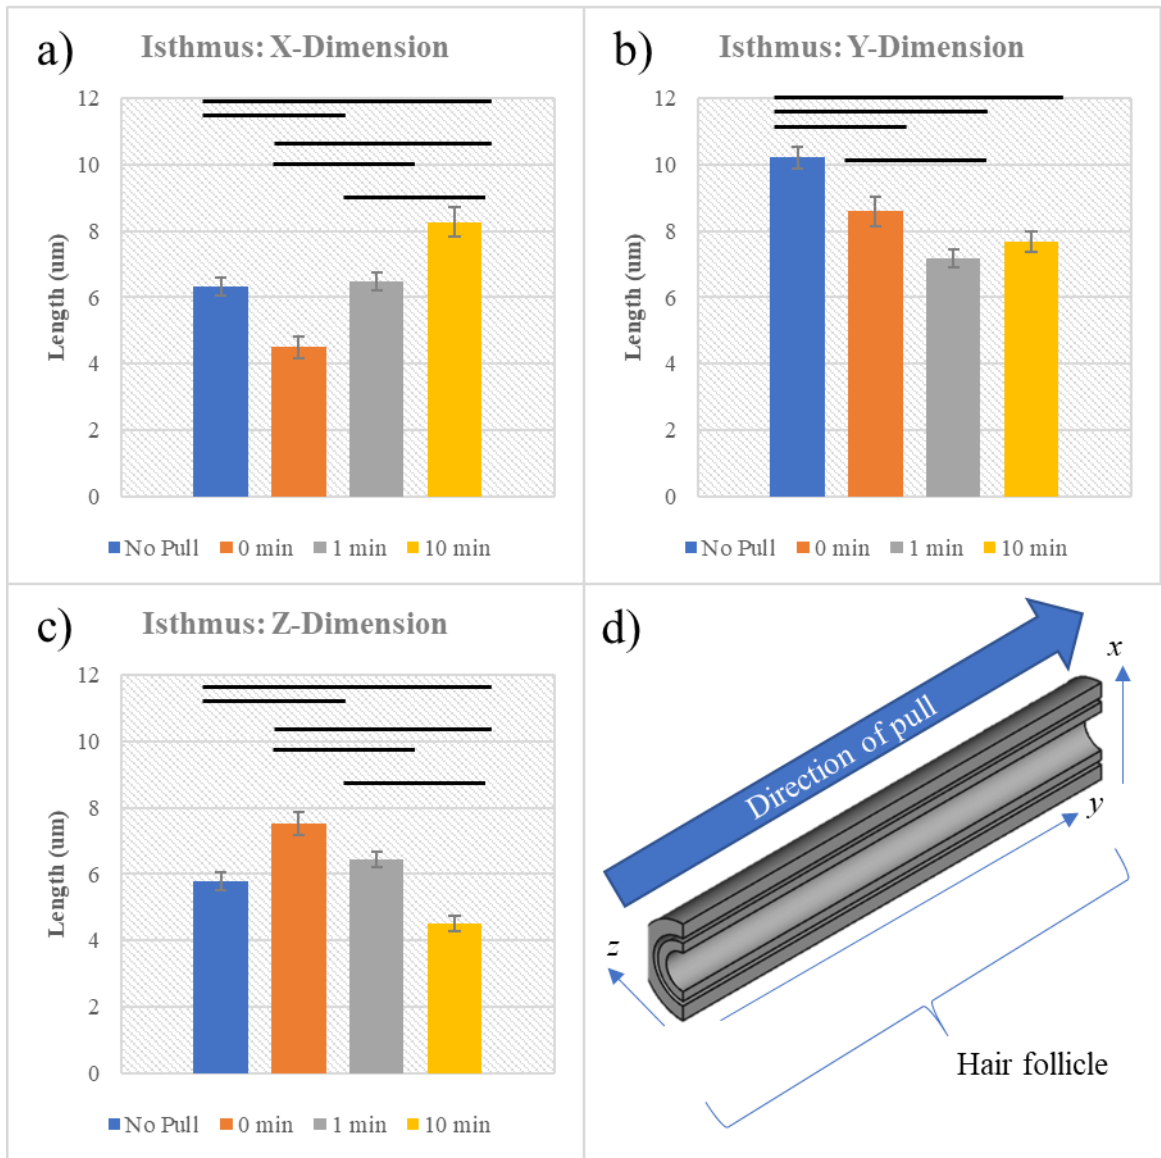 a)
Isthmus: X-Dimension
12
10
8
6
4
2
0
Length (um)
No Pull 0 min 1 min 10 min
b)
Isthmus: Y-Dimension
12
10
8
6
4
2
0
Length (um)
No Pull 0 min 1 min 10 min
c)
Isthmus: Z-Dimension
12
10
8
6
4
2
0
Length (um)
No Pull 0 min 1 min 10 min
d)
Direction of pull
x
y
z
Hair follicle